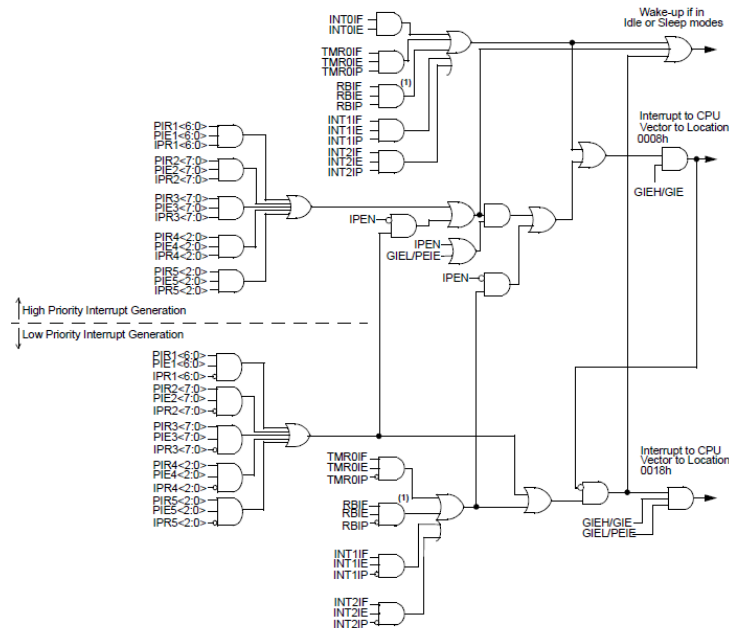 Wake-up if in
Idle or Sleep modes
INT0IF
INT0IE
TMR0IF
TMR0IE
TMR0IP
RBIF
RBIE
RBIP
(1)
INT1IF
INT1IE
INT1IP
INT2IF
INT2IE
INT2IP
Interrupt to CPU
Vector to Location
0008h
GIEH/GIE
PIR1<6:0>
PIE1<6:0>
IPR1<6:0>
PIR2<7:0>
PIE2<7:0>
IPR2<7:0>
PIR3<7:0>
PIE3<7:0>
IPR3<7:0>
PIR4<2:0>
PIE4<2:0>
IPR4<2:0>
PIR5<2:0>
PIE5<2:0>
IPR5<2:0>
IPEN
IPEN
GIEL/PEIE
IPEN
High Priority Interrupt Generation
Low Priority Interrupt Generation
PIR1<6:0>
PIE1<6:0>
IPR1<6:0>
PIR2<7:0>
PIE2<7:0>
IPR2<7:0>
PIR3<7:0>
PIE3<7:0>
IPR3<7:0>
PIR4<2:0>
PIE4<2:0>
IPR4<2:0>
PIR5<2:0>
PIE5<2:0>
IPR5<2:0>
TMR0IF
TMR0IE
TMR0IP
RBIF
RBIE
RBIP
(1)
INT1IF
INT1IE
INT1IP
INT2IF
INT2IE
INT2IP
Interrupt to CPU
Vector to Location
0018h
GIEH/GIE
GIEL/PEIE